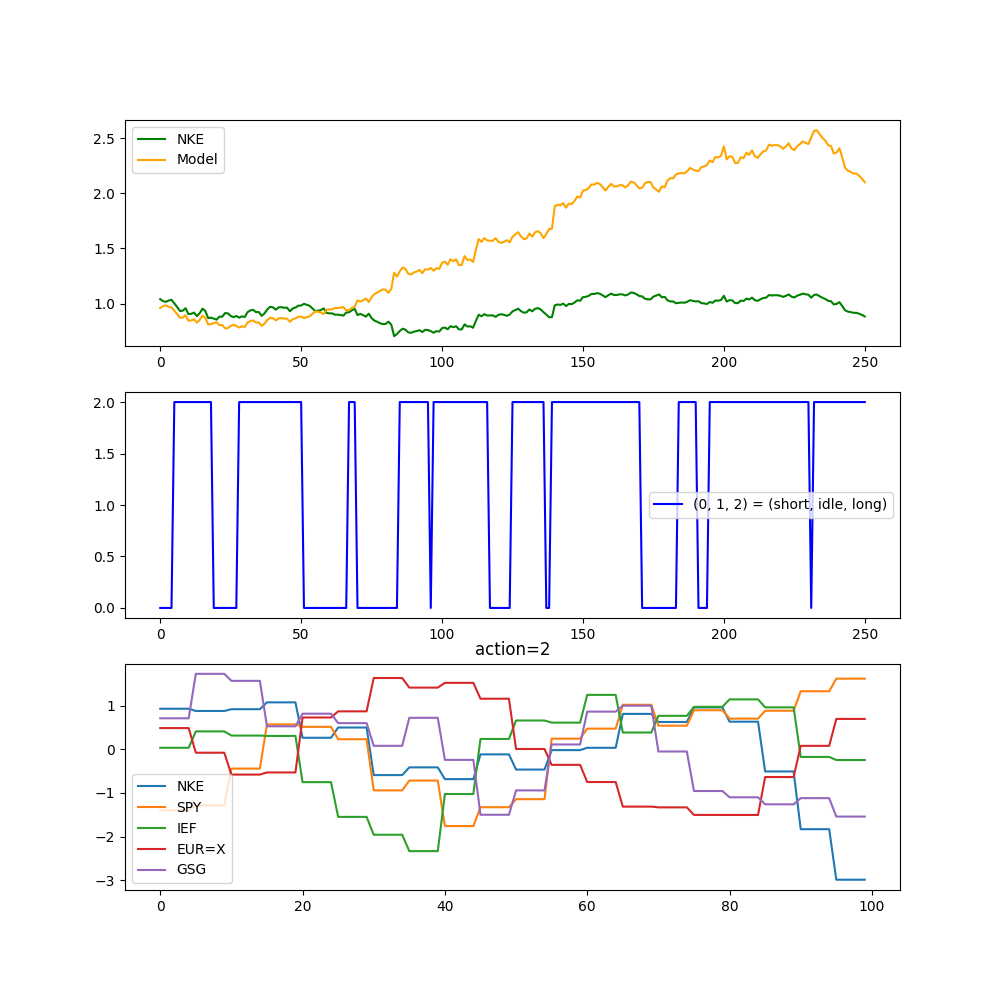 2.5
2.0
1.5
1.0
NKE
Model
0 50 100 150 200 250
2.0
1.5
1.0
0.5
0.0
(0, 1, 2) = (short, idle, long)
0 50 100 150 200 250
action=2
1
0
−1
−2
−3
NKE
SPY
IEF
EUR=X
GSG
0 20 40 60 80 100